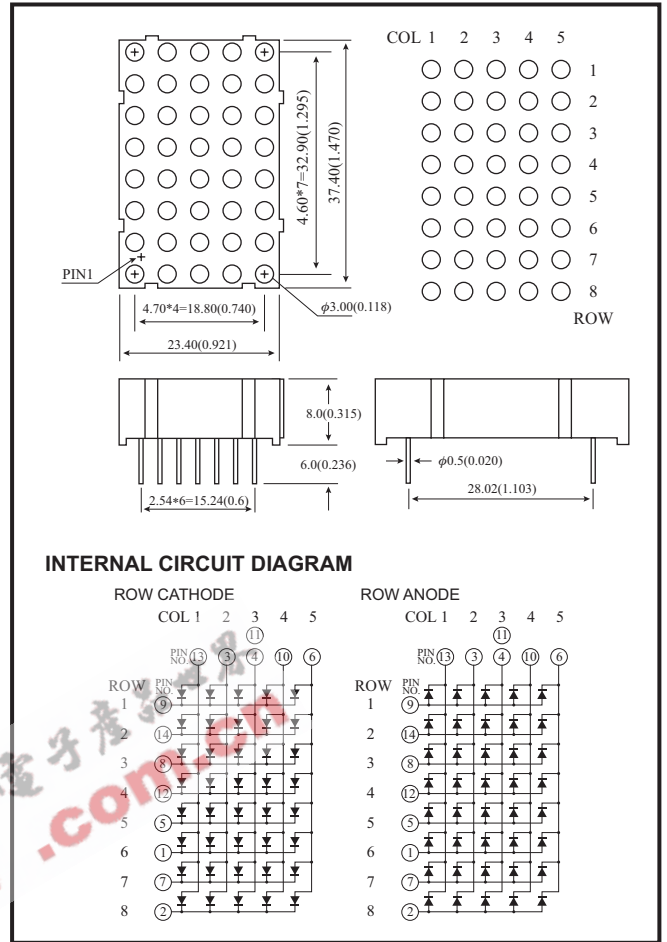 COL 1 2 3 4 5
1
2
3
4
5
6
7
8
ROW
4.60*7=32.90(1.295)
37.40(1.470)
PIN1
4.70*4=18.80(0.740)
ϕ3.00(0.118)
23.40(0.921)
8.0(0.315)
6.0(0.236)
2.54*6=15.24(0.6)
ϕ0.5(0.020)
28.02(1.103)
INTERNAL CIRCUIT DIAGRAM
ROW CATHODE
COL 1 2 3 4 5
11
PIN NO. 13 3 4 10 6
ROW PIN NO.
1 9
2 14
3 8
4 12
5 5
6 1
7 7
8 2
ROW ANODE
COL 1 2 3 4 5
11
PIN NO. 13 3 4 10 6
ROW PIN NO.
1 9
2 14
3 8
4 12
5 5
6 1
7 7
8 2
.com.cn